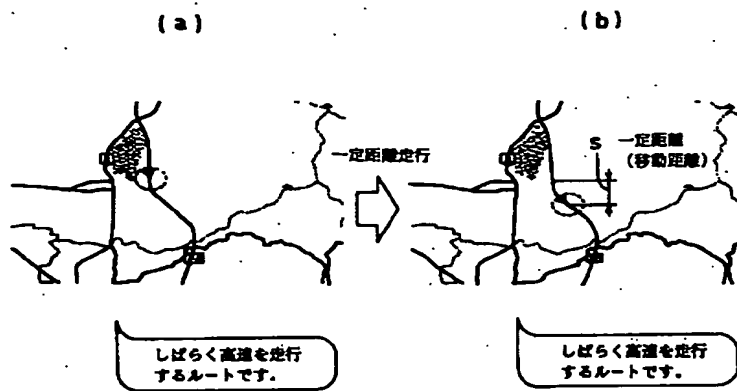 (a)
(b)
一定距離走行
S
一定距離
(移動距離)
しばらく高速を走行
するルートです。
しばらく高速を走行
するルートです。